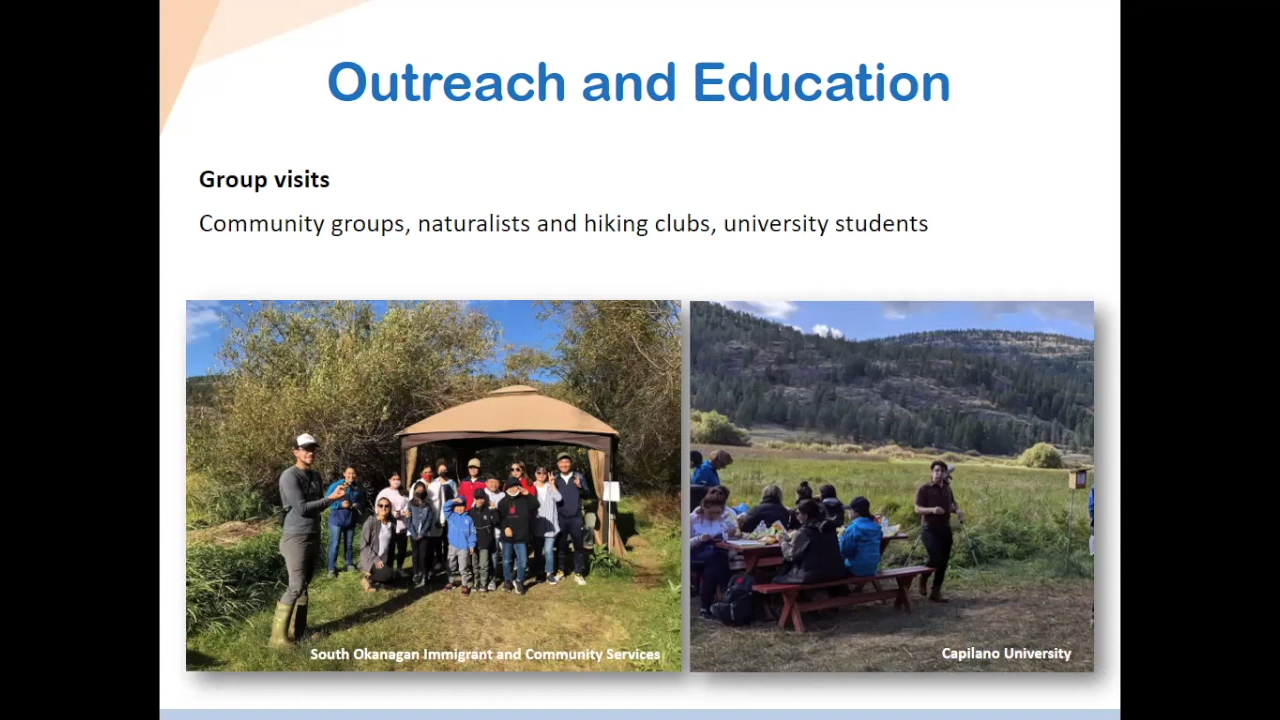 Outreach and Education
Group visits
Community groups, naturalists and hiking clubs, university students
South Okanagan Immigrant and Community Services
Capilano University